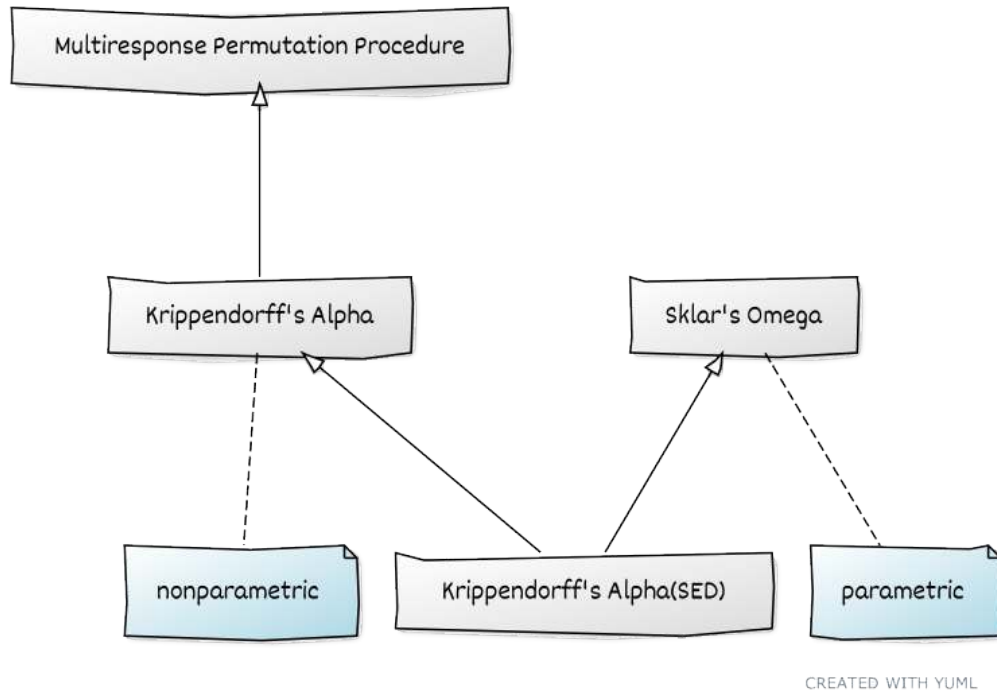 Multiresponse Permutation Procedure
Krippendorff's Alpha
Sklar's Omega
nonparametric
Krippendorff's Alpha(SED)
parametric
CREATED WITH YUML